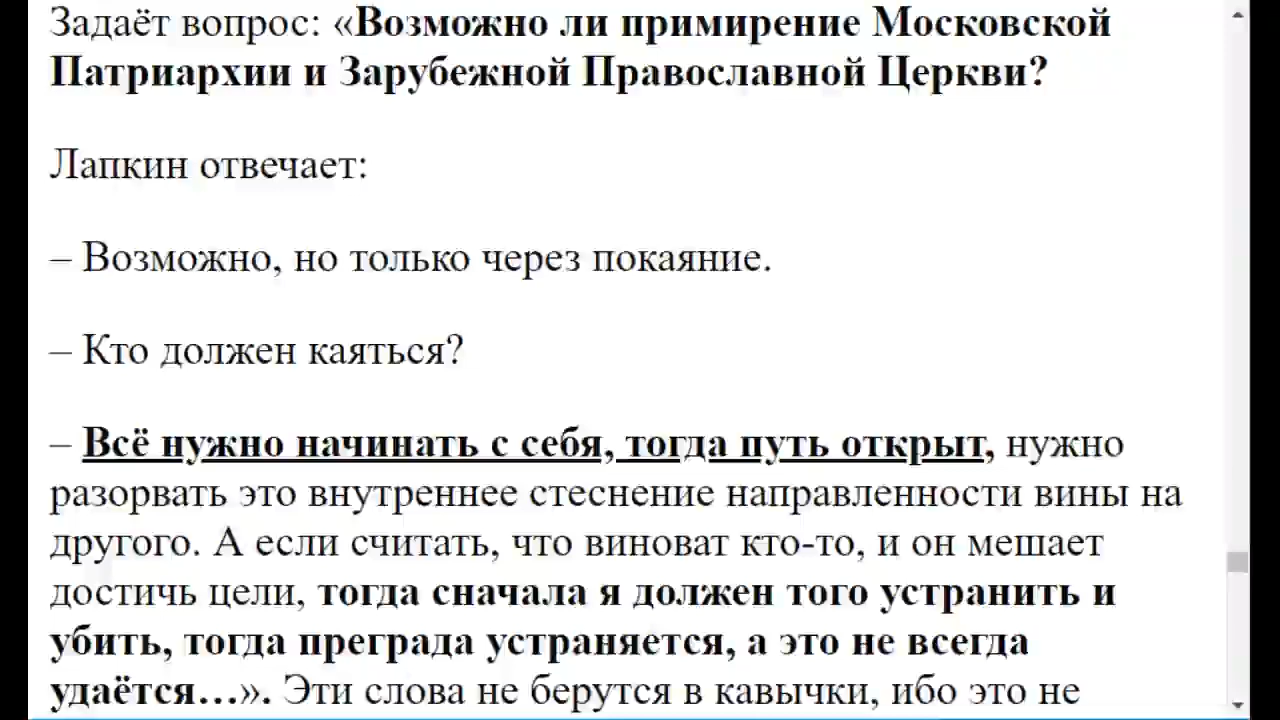 Задаёт вопрос: «Возможно ли примирение Московской
Патриархии и Зарубежной Православной Церкви?
Лапкин отвечает:
– Возможно, но только через покаяние.
– Кто должен каяться?
– Всё нужно начинать с себя, тогда путь открыт, нужно
разорвать это внутреннее стеснение направленности вины на
другого. А если считать, что виноват кто-то, и он мешает
достичь цели, тогда сначала я должен того устранить и
убить, тогда преграда устраняется, а это не всегда
удаётся…». Эти слова не берутся в кавычки, ибо это не